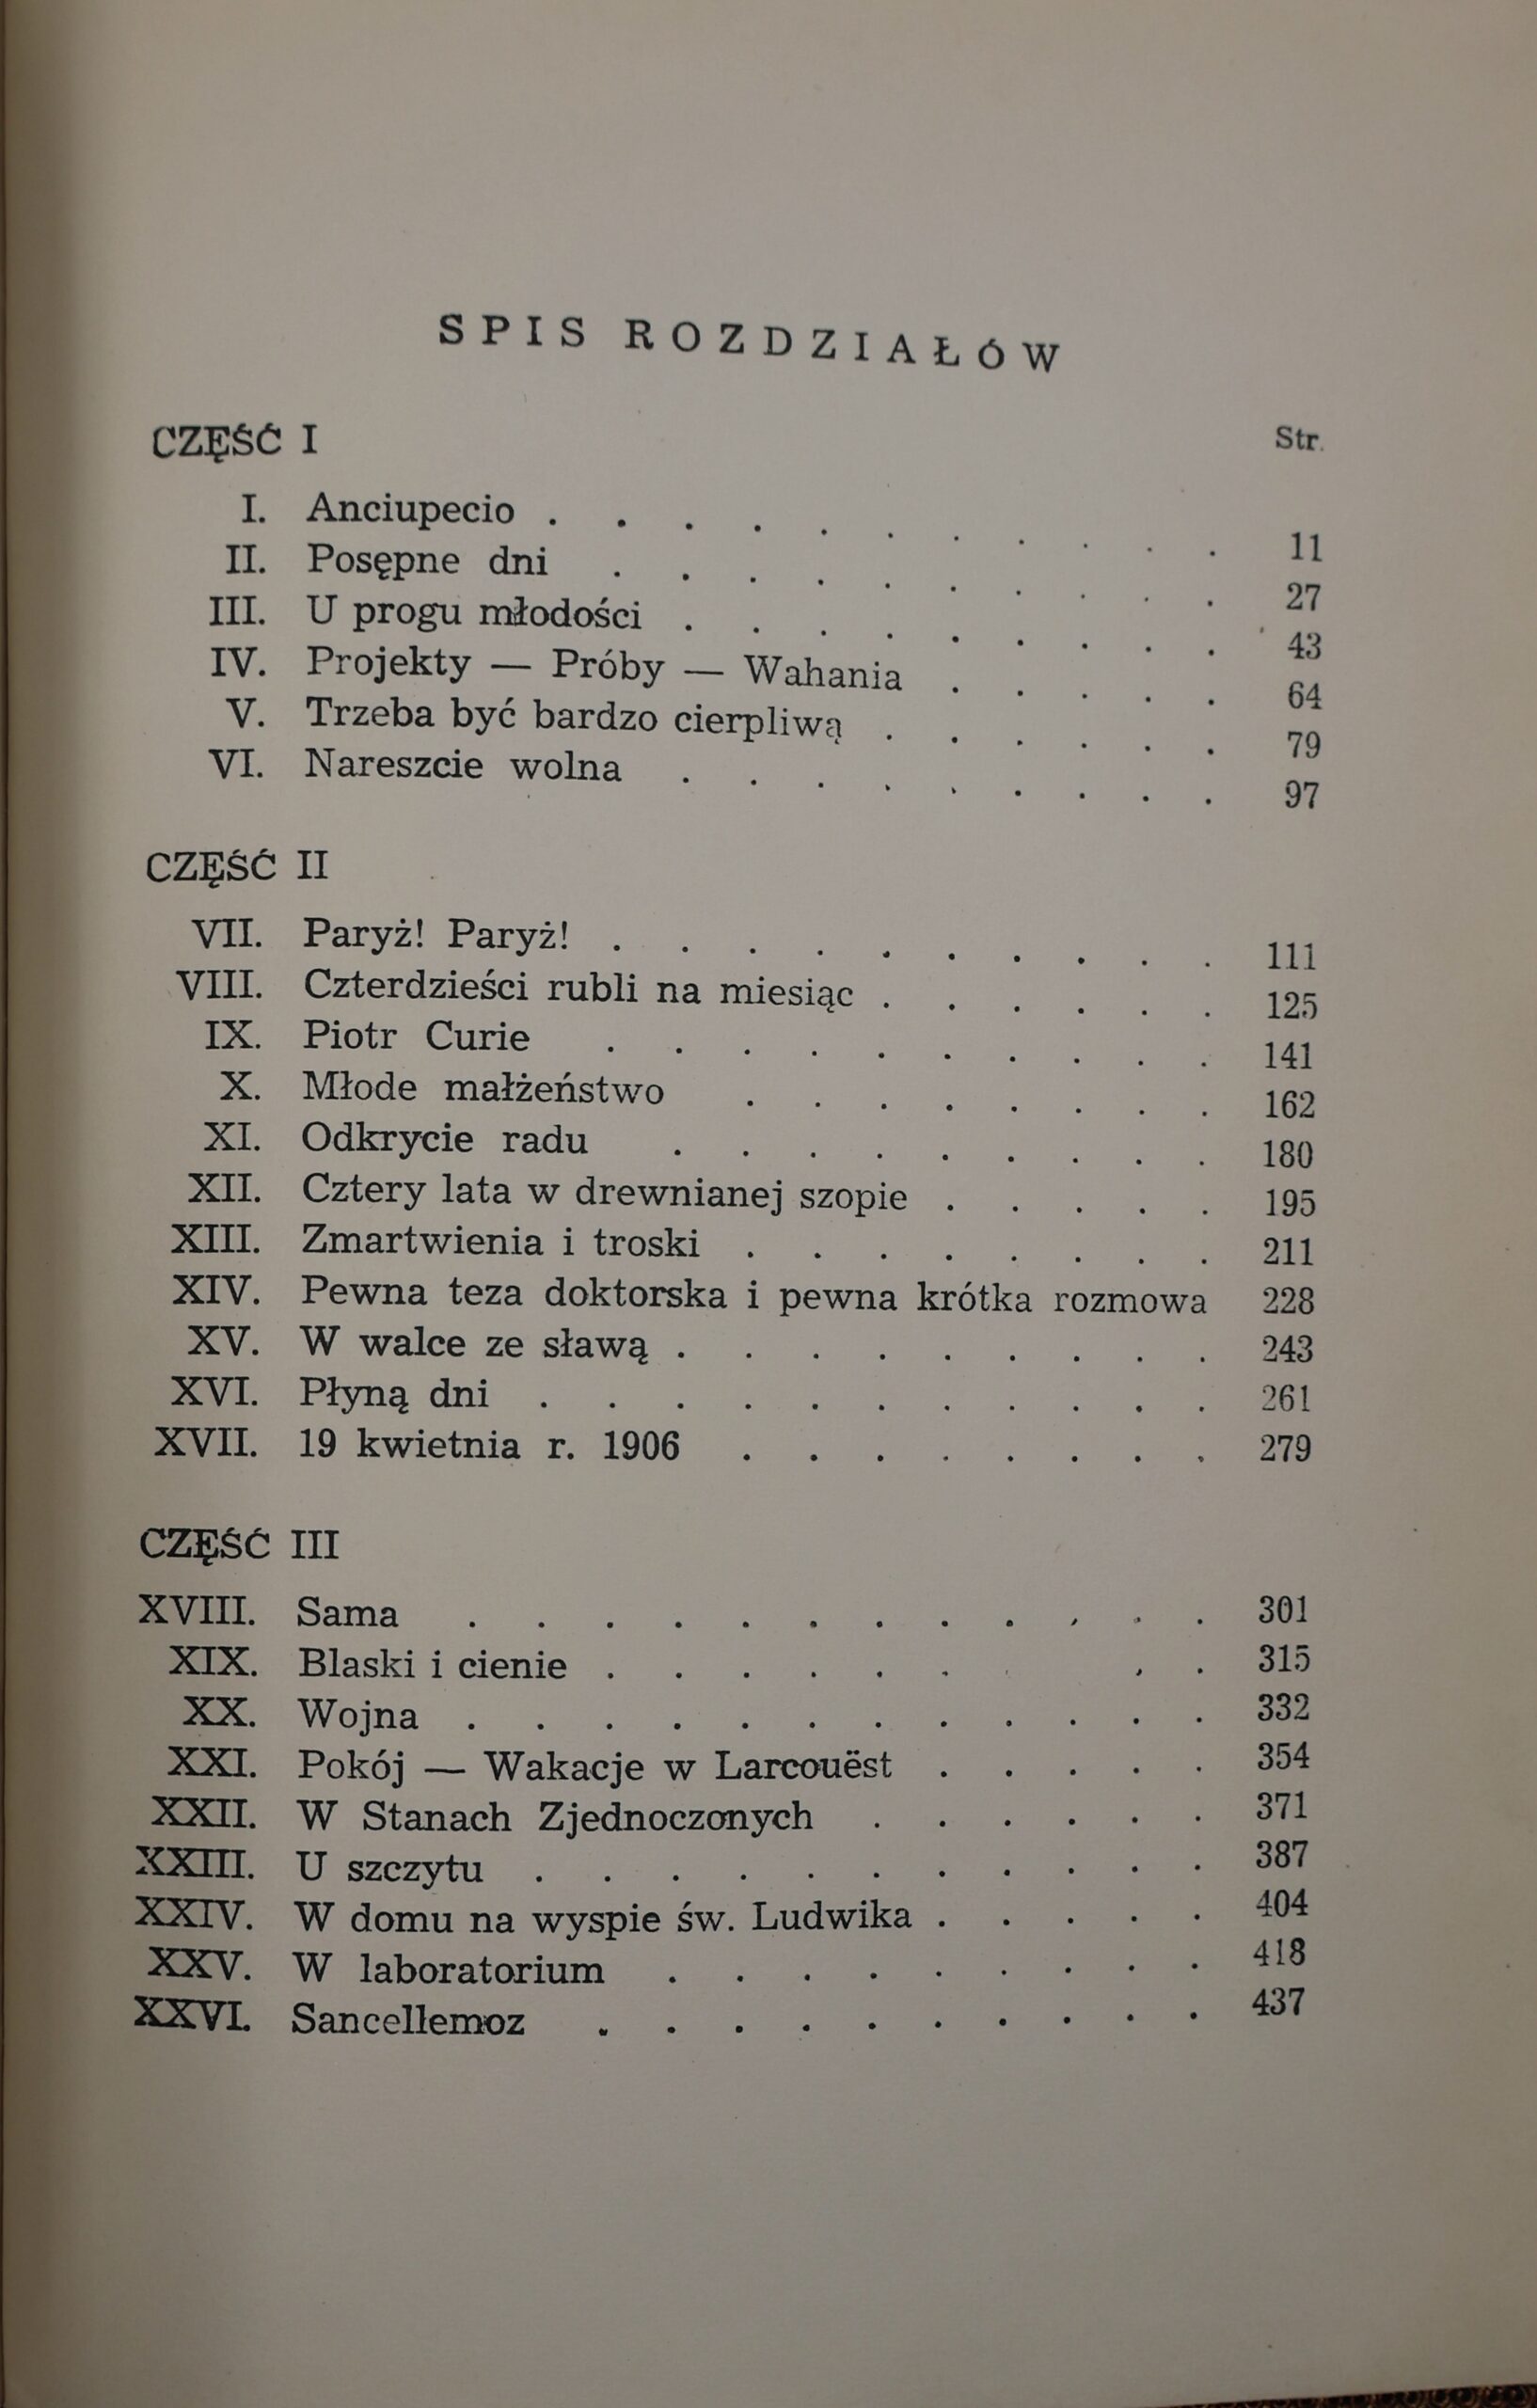 SPIS ROZDZIAŁÓW
CZĘŚĆ I Str.
I. Anciupecio . . . . . . . . . . . 11
II. Posępne dni . . . . . . . . . . 27
III. U progu młodości . . . . . . . . . 43
IV. Projekty — Próby — Wahania . . . . . 64
V. Trzeba być bardzo cierpliwą . . . . . . 79
VI. Nareszcie wolna . . . . . . . . . 97
CZĘŚĆ II
VII. Paryż! Paryż! . . . . . . . . . . 111
VIII. Czterdzieści rubli na miesiąc . . . . . . 125
IX. Piotr Curie . . . . . . . . . . 141
X. Młode małżeństwo . . . . . . . . 162
XI. Odkrycie radu . . . . . . . . . 180
XII. Cztery lata w drewnianej szopie . . . . . 195
XIII. Zmartwienia i troski . . . . . . . . 211
XIV. Pewna teza doktorska i pewna krótka rozmowa 228
XV. W walce ze sławą . . . . . . . . . 243
XVI. Płyną dni . . . . . . . . . . . 261
XVII. 19 kwietnia r. 1906 . . . . . . . . 279
CZĘŚĆ III
XVIII. Sama . . . . . . . . . . . . 301
XIX. Blaski i cienie . . . . . . . . . 315
XX. Wojna . . . . . . . . . . . . 332
XXI. Pokój — Wakacje w Larcouëst . . . . . 354
XXII. W Stanach Zjednoczonych . . . . . . 371
XXIII. U szczytu . . . . . . . . . . . 387
XXIV. W domu na wyspie św. Ludwika . . . . . 404
XXV. W laboratorium . . . . . . . . . 418
XXVI. Sancellemoz . . . . . . . . . . 437